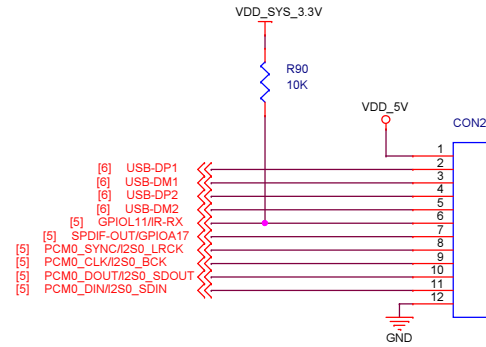 VDD_SYS_3.3V
R90
10K
VDD_5V
CON2
1
[6] USB-DP1 2
[6] USB-DM1 3
[6] USB-DP2 4
[6] USB-DM2 5
[5] GPIOL11/IR-RX 6
[5] SPDIF-OUT/GPIOA17 7
[5] PCM0_SYNC/I2S0_LRCK 8
[5] PCM0_CLK/I2S0_BCK 9
[5] PCM0_DOUT/I2S0_SDOUT 10
[5] PCM0_DIN/I2S0_SDIN 11
12
GND